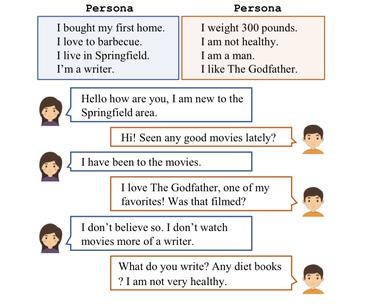 Persona
I bought my first home.
I love to barbecue.
I live in Springfield.
I'm a writer.
Persona
I weight 300 pounds.
I am not healthy.
I am a man.
I like The Godfather.
Hello how are you, I am new to the
Springfield area.
Hi! Seen any good movies lately?
I have been to the movies.
I love The Godfather, one of my
favorites! Was that filmed?
I don't believe so. I don't watch
movies more of a writer.
What do you write? Any diet books
? I am not very healthy.